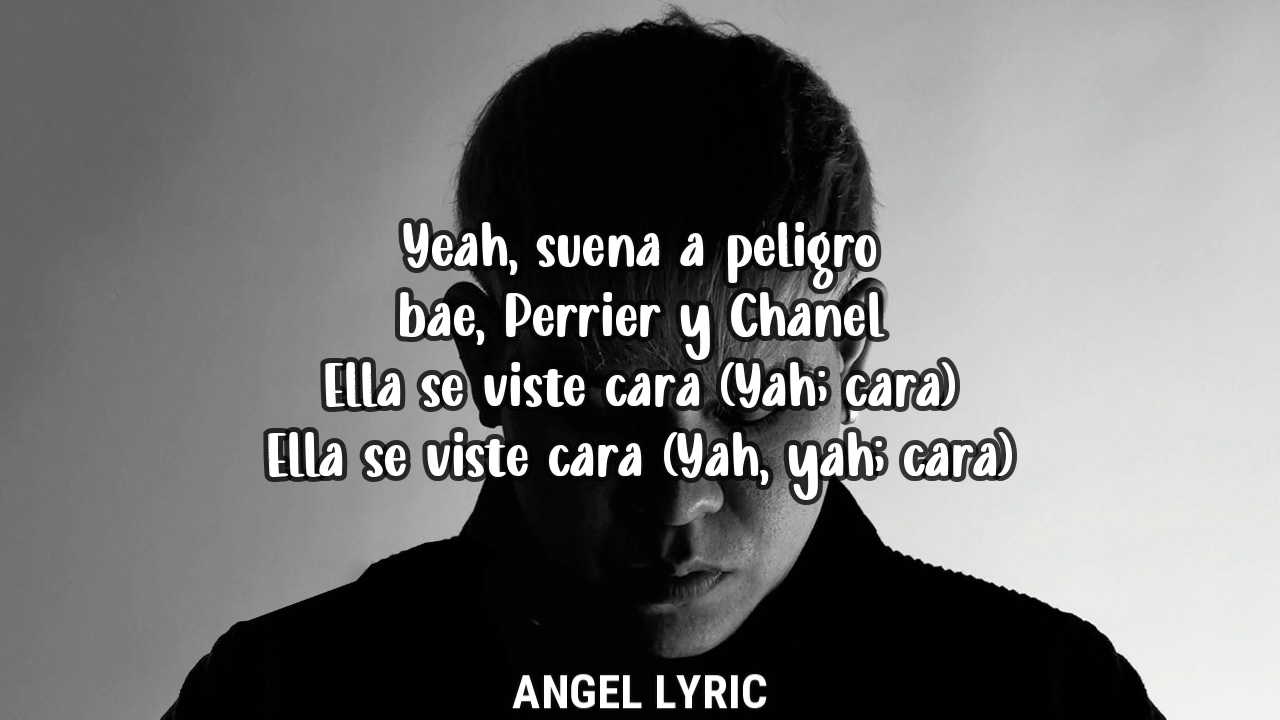 Yeah, suena a peligro
bae, Perrier y Chanel
Ella se viste cara (Yah; cara)
Ella se viste cara (Yah, yah; cara)
ANGEL LYRIC